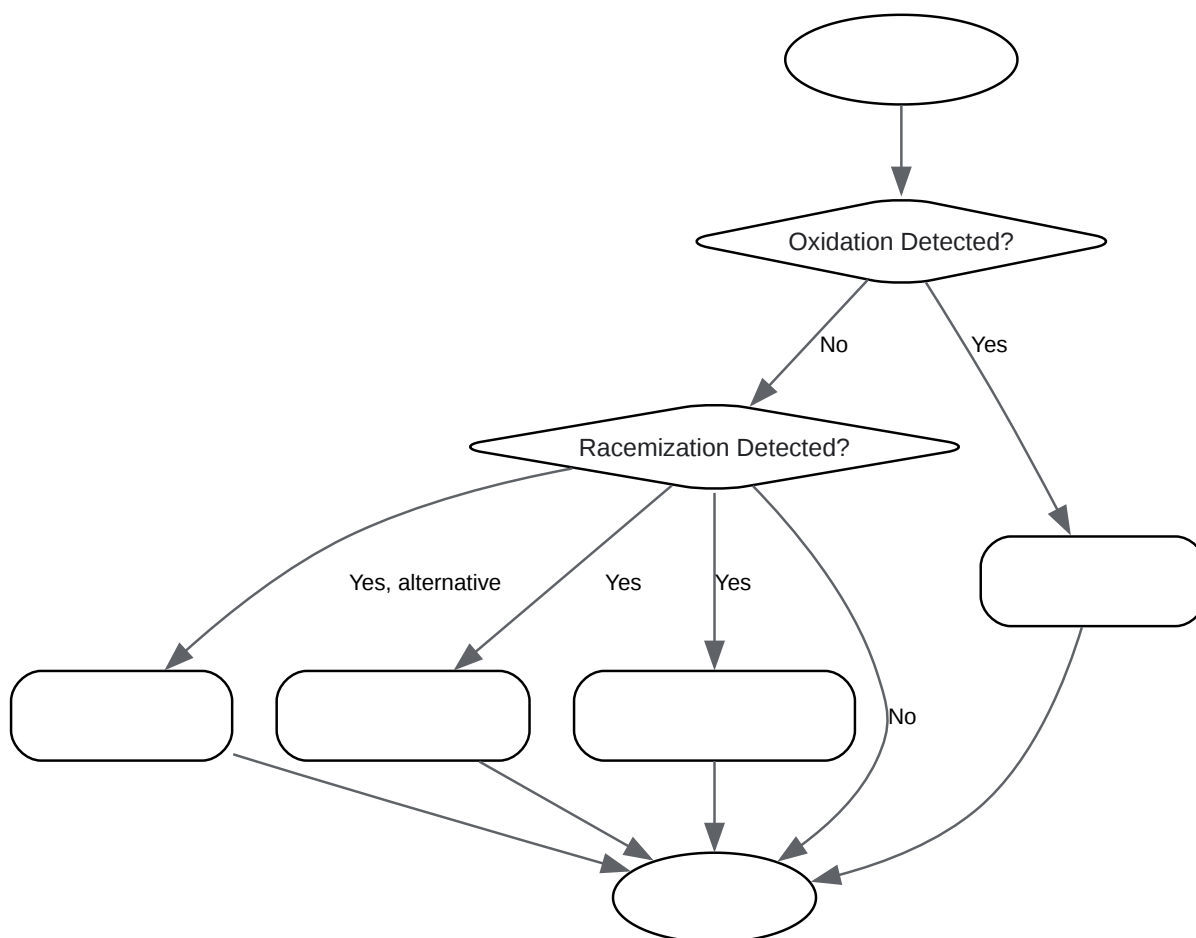 Oxidation Detected?
No
Yes
Racemization Detected?
Yes, alternative
Yes
Yes
No